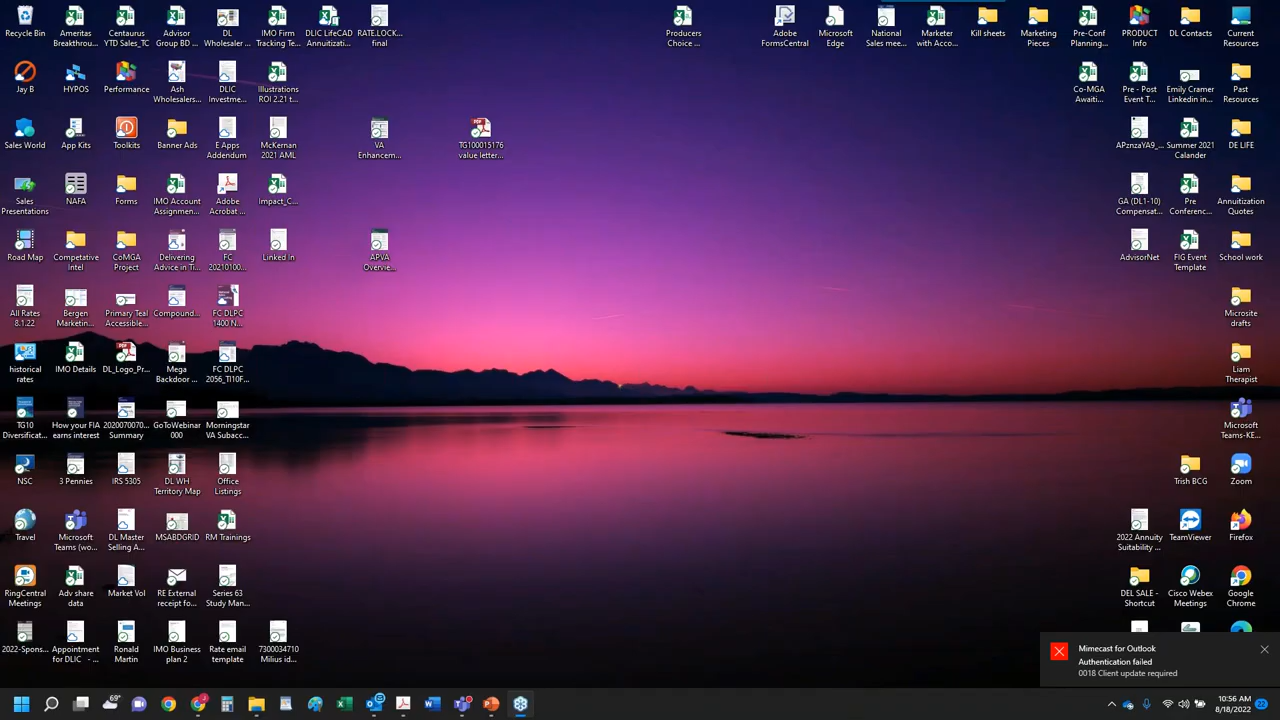 Recycle Bin
Ameritas
Breakthrou...
Centaurus
YTD Sales_TC
Advisor
Group BD ...
DL
Wholesaler ...
IMO Firm
Tracking Te...
DLIC LifeCAD
Annuitizati...
RATE.LOCK...
final
Producers
Choice ...
Adobe
FormsCentral
Microsoft
Edge
National
Sales mee...
Marketer
with Acco...
Kill sheets
Marketing
Pieces
Pre-Conf
Planning...
PRODUCT
Info
DL Contacts
Current
Resources
Jay B
HYPOS
Performance
Ash
Wholesalers...
DLIC
Investme...
Illustrations
ROI 2.21 t...
Co-MGA
Awaiti...
Pre - Post
Event T...
Emily Cramer
Linkedin in...
Past
Resources
Sales World
App Kits
Toolkits
Banner Ads
E Apps
Addendum
McKernan
2021 AML
VA
Enhancem...
TG100015176
value letter...
APznzaYA9_...
Summer 2021
Calander
DE LIFE
Sales
Presentations
NAFA
Forms
IMO Account
Assignmen...
Adobe
Acrobat ...
Impact_C...
GA (DL1-10)
Compensat...
Pre
Conferenc...
Annuitization
Quotes
Road Map
Competative
Intel
CoMGA
Project
Delivering
Advice in Ti...
FC
20210100...
Linked In
APVA
Overvie...
AdvisorNet
FIG Event
Template
School work
All Rates
8.1.22
Bergen
Marketin...
Primary Teal
Accessible...
Compound...
FC DLPC
1400 N...
Microsite
drafts
historical
rates
IMO Details
DL_Logo_Pr...
Mega
Backdoor ...
FC DLPC
2056_TI10F...
Liam
Therapist
TG10
Diversificat...
How your FIA
earns interest
2020070070...
Summary
GoToWebinar
000
Morningstar
VA Subacc...
Microsoft
Teams-KE...
NSC
3 Pennies
IRS 5305
DL WH
Territory Map
Office
Listings
Trish BCG
Zoom
Travel
Microsoft
Teams (wo...
DL Master
Selling A...
MSABDGRID
RM Trainings
2022 Annuity
Suitability ...
TeamViewer
Firefox
RingCentral
Meetings
Adv share
data
Market Vol
RE External
receipt fo...
Series 63
Study Man...
DEL SALE -
Shortcut
Cisco Webex
Meetings
Google
Chrome
2022-Spons...
Appointment
for DLIC - ...
Ronald
Martin
IMO Business
plan 2
Rate email
template
7300034710
Milius id...
Mimecast for Outlook
Authentication failed
0018 Client update required
69°
10:56 AM
8/18/2022
22